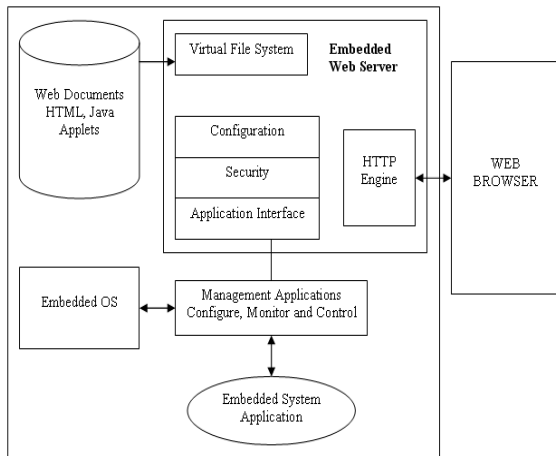 Virtual File System
Embedded
Web Server
Web Documents
HTML, Java
Applets
Configuration
Security
Application Interface
HTTP
Engine
WEB
BROWSER
Embedded OS
Management Applications
Configure, Monitor and Control
Embedded System
Application